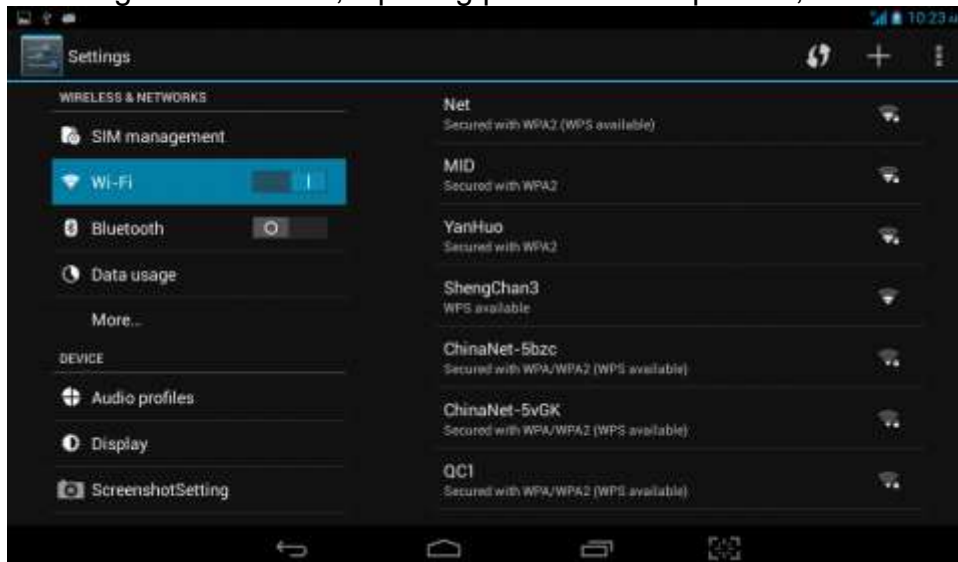 10:23
Settings
WIRELESS & NETWORKS
SIM management
Wi-Fi
Bluetooth
Data usage
More...
DEVICE
Audio profiles
Display
ScreenshotSetting
Net
Secured with WPA2 (WPS available)
MID
Secured with WPA2
YanHuo
Secured with WPA2
ShengChan3
WPS available
ChinaNet-5bzc
Secured with WPA/WPA2 (WPS available)
ChinaNet-5vGK
Secured with WPA/WPA2 (WPS available)
QC1
Secured with WPA/WPA2 (WPS available)